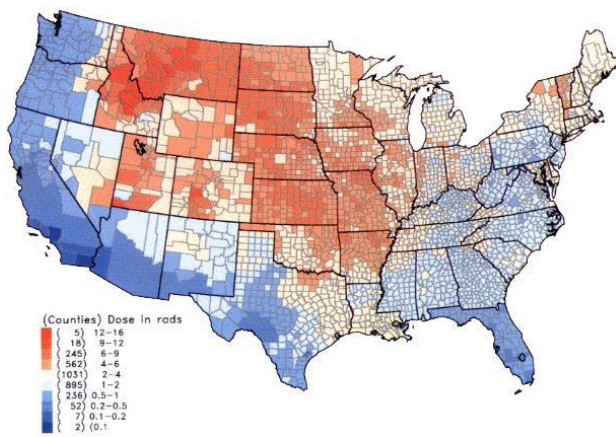 (Counties) Dose in rads
( 5) 12-16
( 18) 9-12
(245) 6-9
(562) 4-6
(1031) 2-4
(895) 1-2
(236) 0.5-1
( 52) 0.2-0.5
( 7) 0.1-0.2
( 2) (0.1